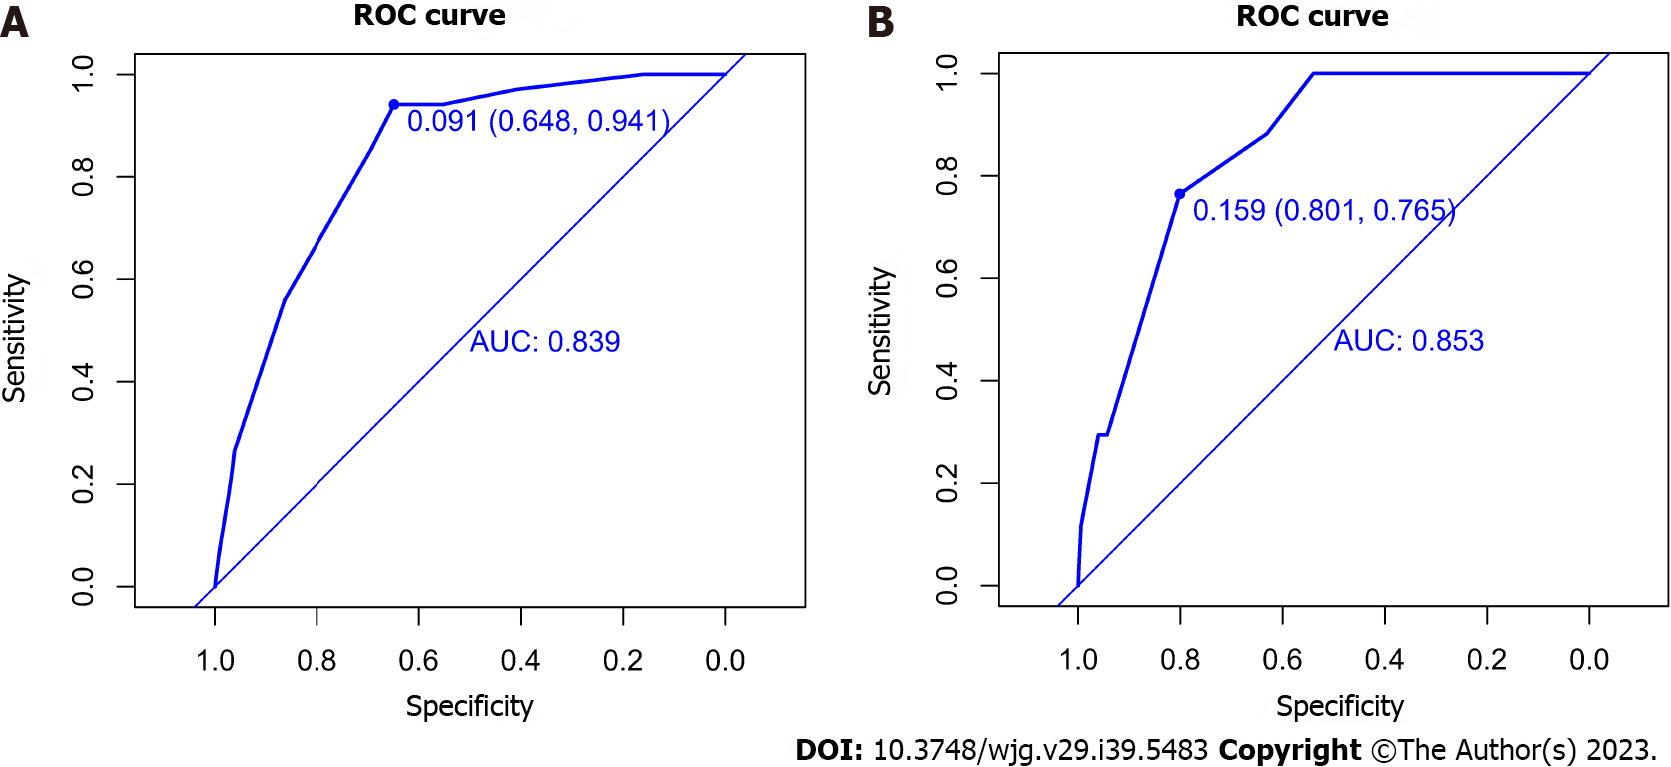 A
ROC curve
1.0
0.8
0.6
0.4
0.2
0.0
Sensitivity
0.091 (0.648, 0.941)
AUC: 0.839
1.0 0.8 0.6 0.4 0.2 0.0
Specificity
B
ROC curve
1.0
0.8
0.6
0.4
0.2
0.0
Sensitivity
0.159 (0.801, 0.765)
AUC: 0.853
1.0 0.8 0.6 0.4 0.2 0.0
Specificity
DOI: 10.3748/wjg.v29.i39.5483 Copyright ©The Author(s) 2023.